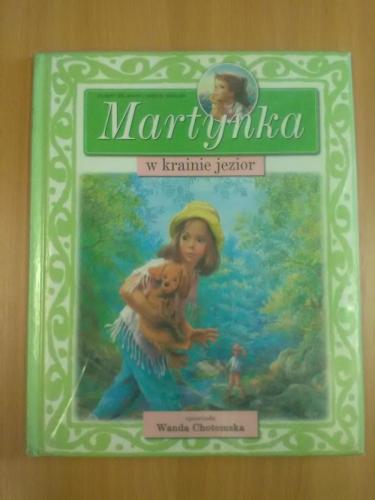 Martynka
w krainie jezior
opowiada
Wanda Chotomska